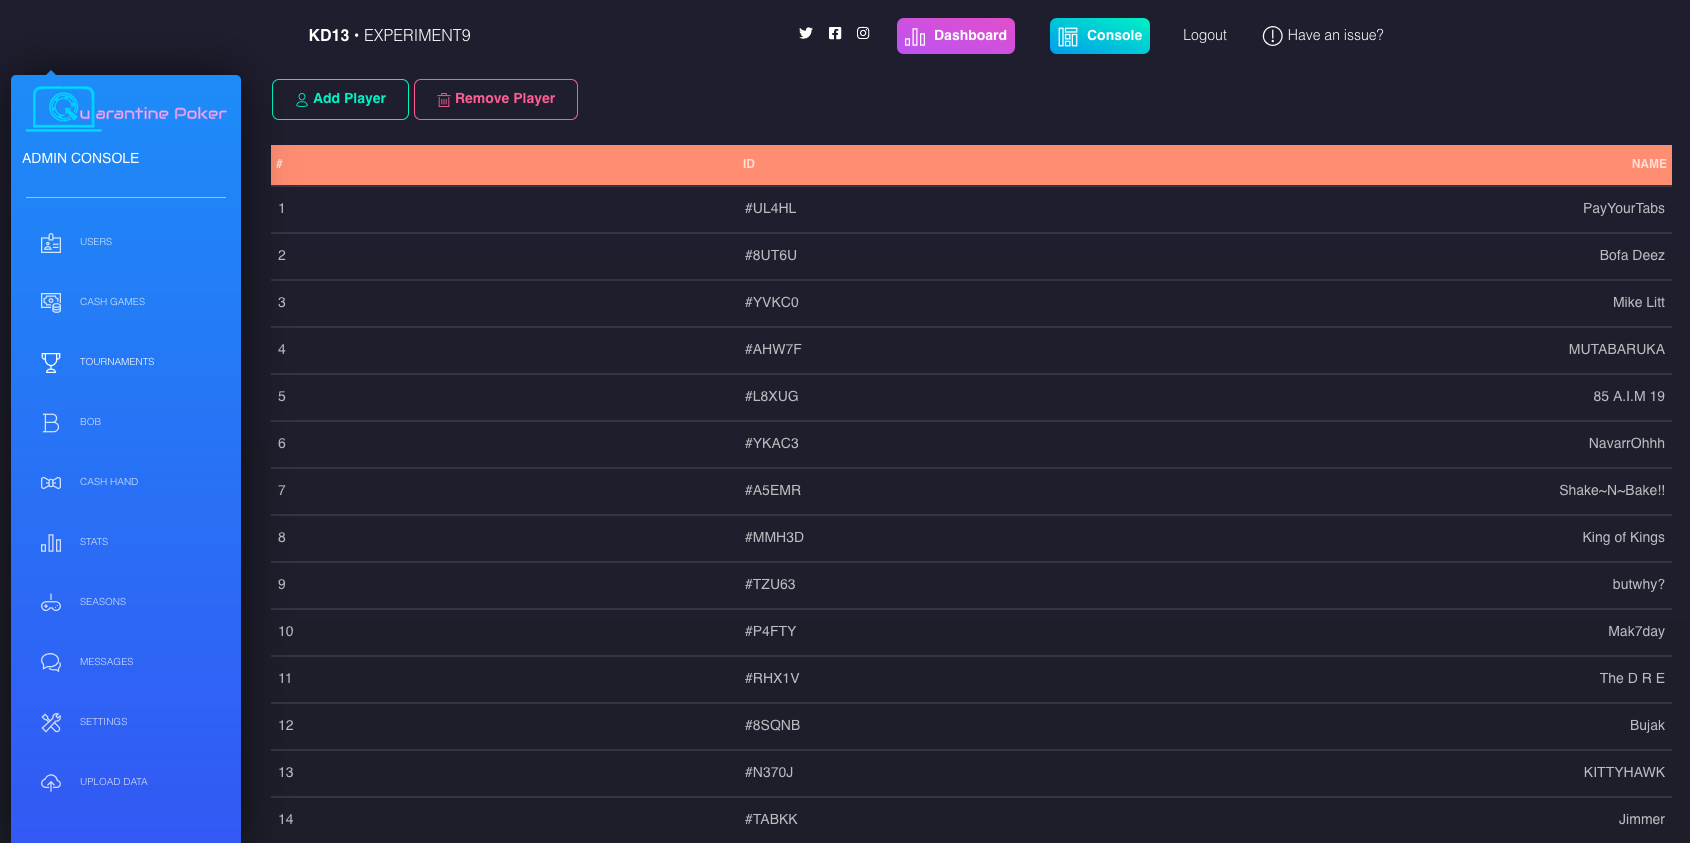 KD13 • EXPERIMENT9
Dashboard
Console
Logout
Have an issue?
Quarantine Poker
ADMIN CONSOLE
USERS
CASH GAMES
TOURNAMENTS
BOB
CASH HAND
STATS
SEASONS
MESSAGES
SETTINGS
UPLOAD DATA
Add Player
Remove Player
# ID NAME
1 #UL4HL PayYourTabs
2 #8UT6U Bofa Deez
3 #YVKC0 Mike Litt
4 #AHW7F MUTABARUKA
5 #L8XUG 85 A.I.M 19
6 #YKAC3 NavarrOhhh
7 #A5EMR Shake~N~Bake!!
8 #MMH3D King of Kings
9 #TZU63 butwhy?
10 #P4FTY Mak7day
11 #RHX1V The D R E
12 #8SQNB Bujak
13 #N370J KITTYHAWK
14 #TABKK Jimmer